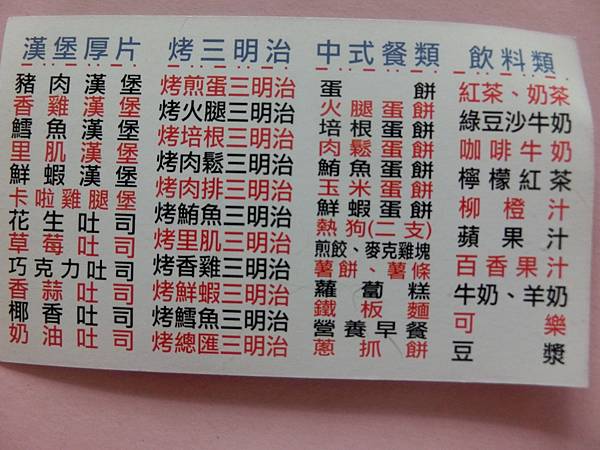 漢堡厚片
豬肉漢堡
香雞漢堡
鱈魚漢堡
里肌漢堡
鮮蝦漢堡
卡啦雞腿堡
花生吐司
草莓吐司
巧克力吐司
香蒜吐司
椰香吐司
奶油吐司
烤三明治
烤煎蛋三明治
烤火腿三明治
烤培根三明治
烤肉鬆三明治
烤肉排三明治
烤鮪魚三明治
烤里肌三明治
烤香雞三明治
烤鮮蝦三明治
烤鱈魚三明治
烤總匯三明治
中式餐類
蛋餅
火腿蛋餅
培根蛋餅
肉鬆蛋餅
鮪魚蛋餅
玉米蛋餅
鮮蝦蛋餅
熱狗(二支)
煎餃、麥克雞塊
薯餅、薯條
蘿蔔糕
鐵板麵
營養早餐
蔥抓餅
飲料類
紅茶、奶茶
綠豆沙牛奶
咖啡牛奶
檸檬紅茶
柳橙汁
蘋果汁
百香果汁
牛奶、羊奶
可樂
豆漿